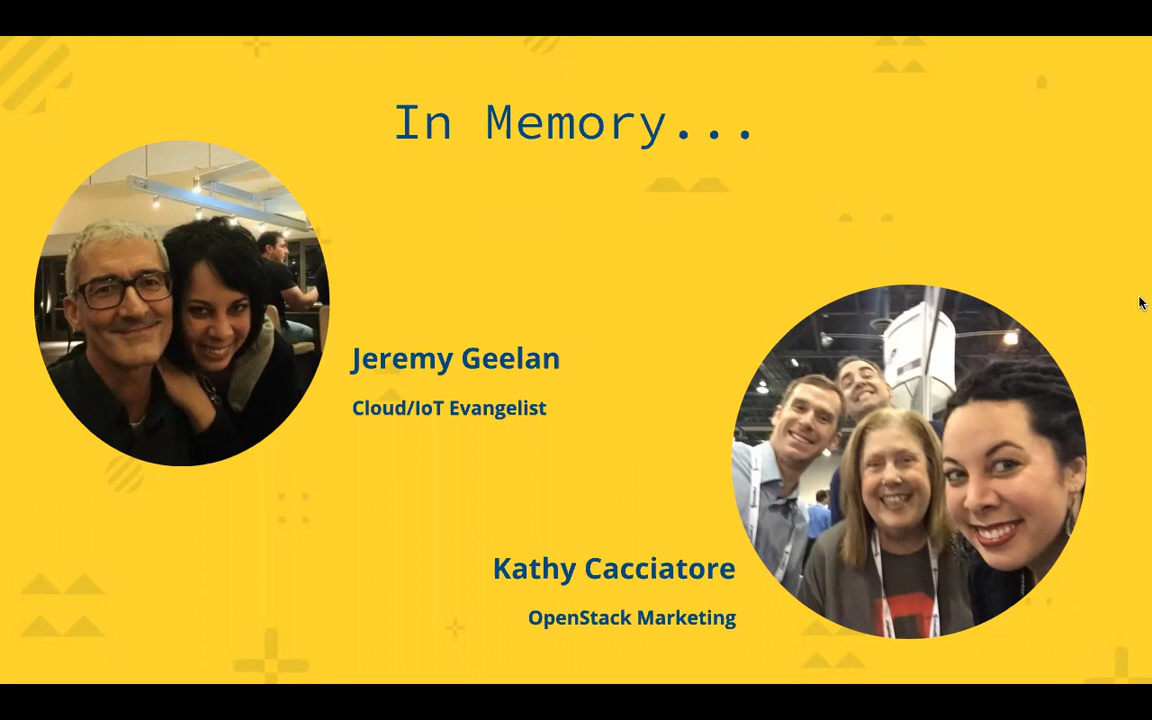 In Memory...
Jeremy Geelan
Cloud/IoT Evangelist
Kathy Cacciatore
OpenStack Marketing